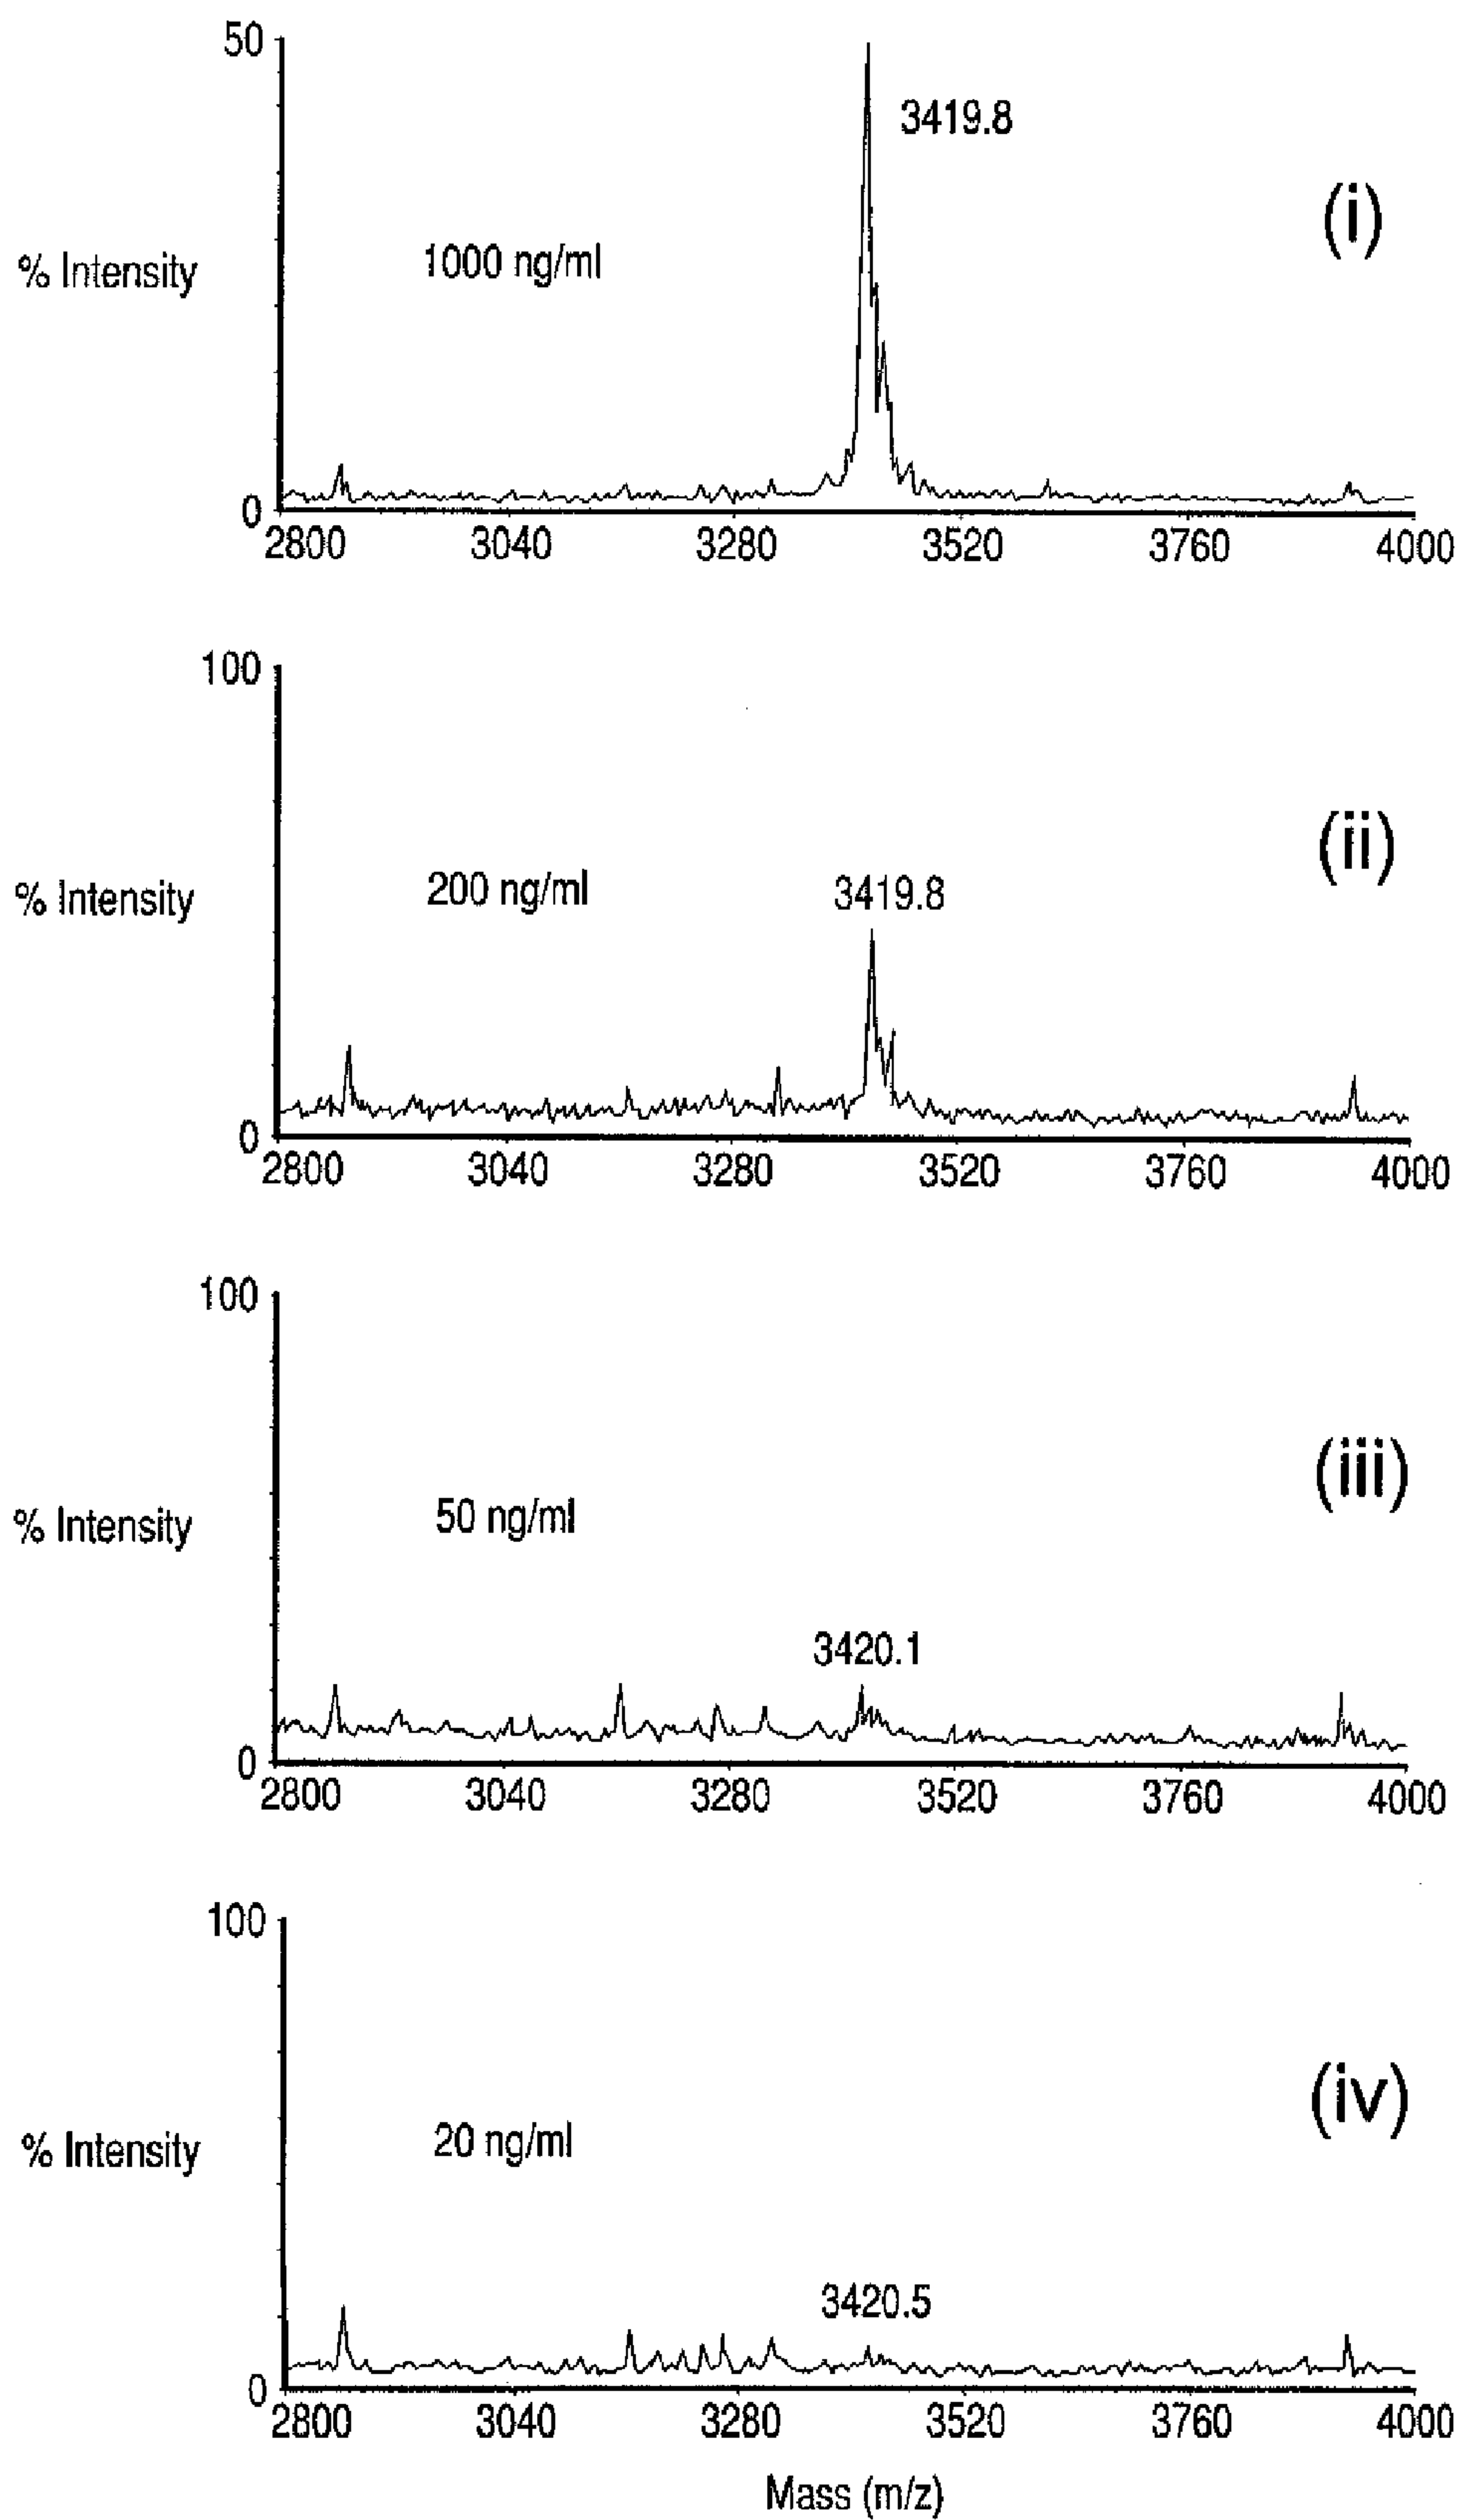 50
3419.8
(i)
% Intensity
1000 ng/ml
0
2800 3040 3280 3520 3760 4000
100
(ii)
% Intensity
200 ng/ml
3419.8
0
2800 3040 3280 3520 3760 4000
100
(iii)
% Intensity
50 ng/ml
3420.1
0
2800 3040 3280 3520 3760 4000
100
(iv)
% Intensity
20 ng/ml
3420.5
0
2800 3040 3280 3520 3760 4000
Mass (m/z)